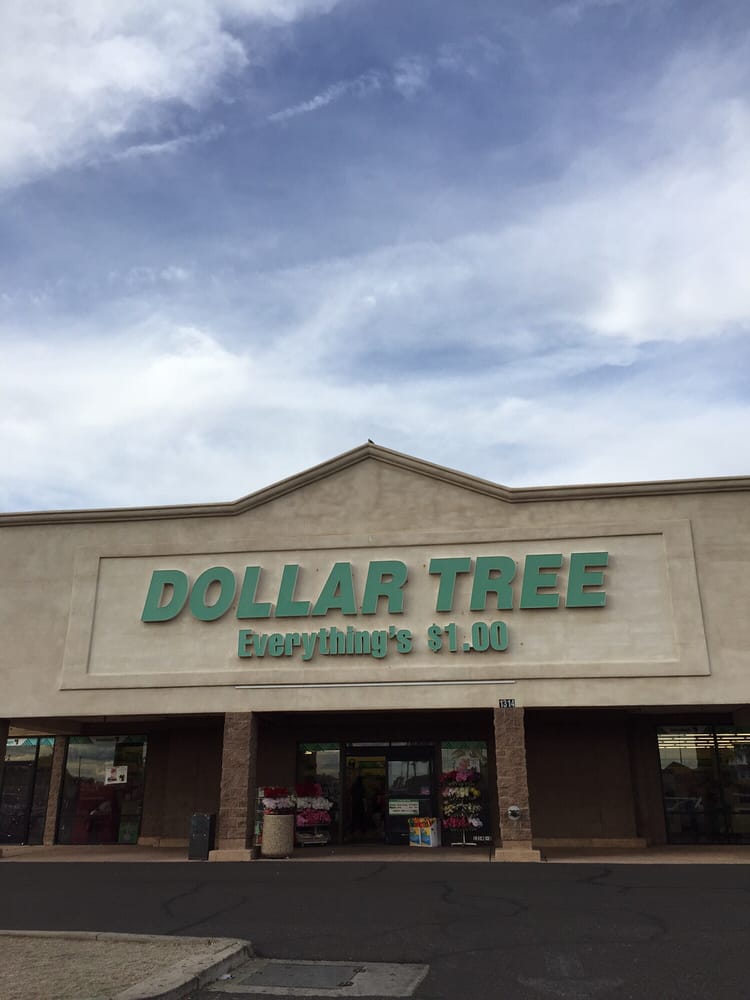 DOLLAR TREE
Everything's $1.00
1314